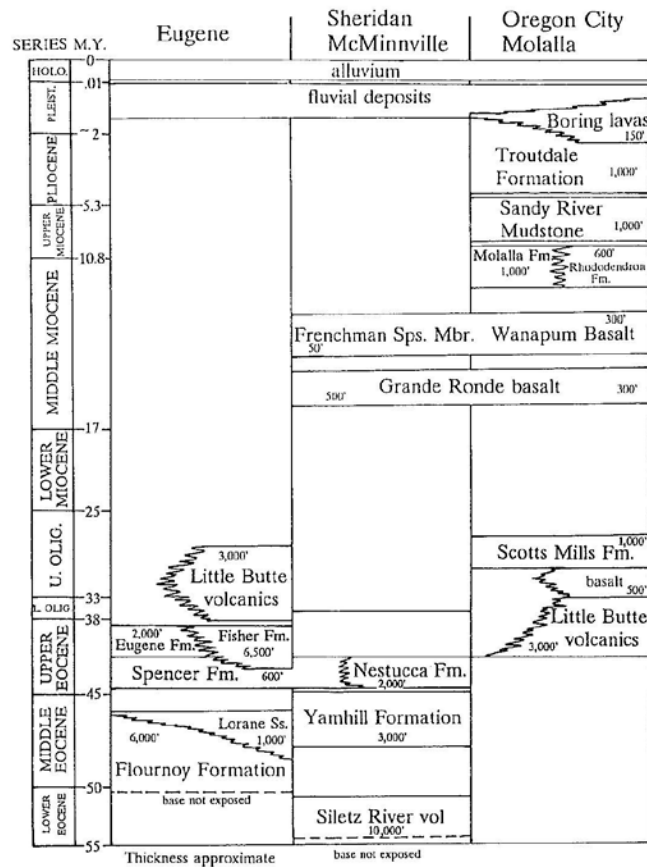 SERIES M.Y.
Eugene
Sheridan
McMinnville
Oregon City
Molalla
0
HOLO.
alluvium
.01
PLEIST.
fluvial deposits
Boring lavas
150'
~2
PLIOCENE
Troutdale
Formation
1,000'
5.3
UPPER
MIOCENE
Sandy River
Mudstone
1,000'
10.8
Molalla Fm.
1,000'
600'
Rhododendron
Fm.
MIDDLE MIOCENE
300'
Frenchman Sps. Mbr.
Wanapum Basalt
50'
Grande Ronde basalt
500'
300'
17
LOWER
MIOCENE
25
U. OLIG.
3,000'
Little Butte
volcanics
1,000'
Scotts Mills Fm.
basalt
500'
33
L. OLIG
38
Little Butte
volcanics
3,000'
UPPER
EOCENE
2,000'
Eugene Fm.
Fisher Fm.
6,500'
Spencer Fm.
600'
Nestucca Fm.
2,000'
45
MIDDLE
EOCENE
Lorane Ss.
6,000'
1,000'
Flournoy Formation
Yamhill Formation
3,000'
50
base not exposed
LOWER
EOCENE
Siletz River vol
10,000'
55
Thickness approximate
base not exposed